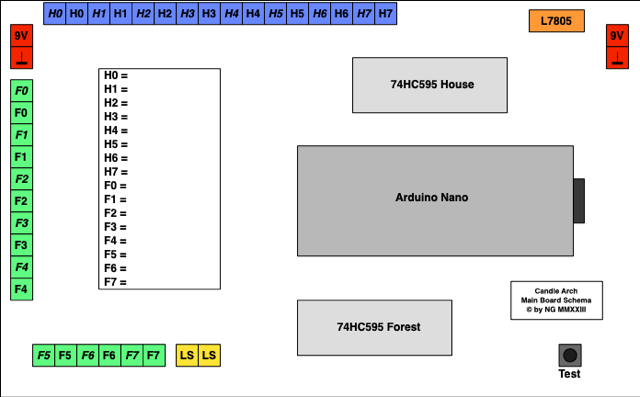 H0 H0 H1 H1 H2 H2 H3 H3 H4 H4 H5 H5 H6 H6 H7 H7
L7805
9V
9V
F0
F0
F1
F1
F2
F2
F3
F3
F4
F4
H0 =
H1 =
H2 =
H3 =
H4 =
H5 =
H6 =
H7 =
F0 =
F1 =
F2 =
F3 =
F4 =
F5 =
F6 =
F7 =
74HC595 House
Arduino Nano
Candle Arch
Main Board Schema
© by NG MMXXIII
74HC595 Forest
F5 F5 F6 F6 F7 F7 LS LS
Test